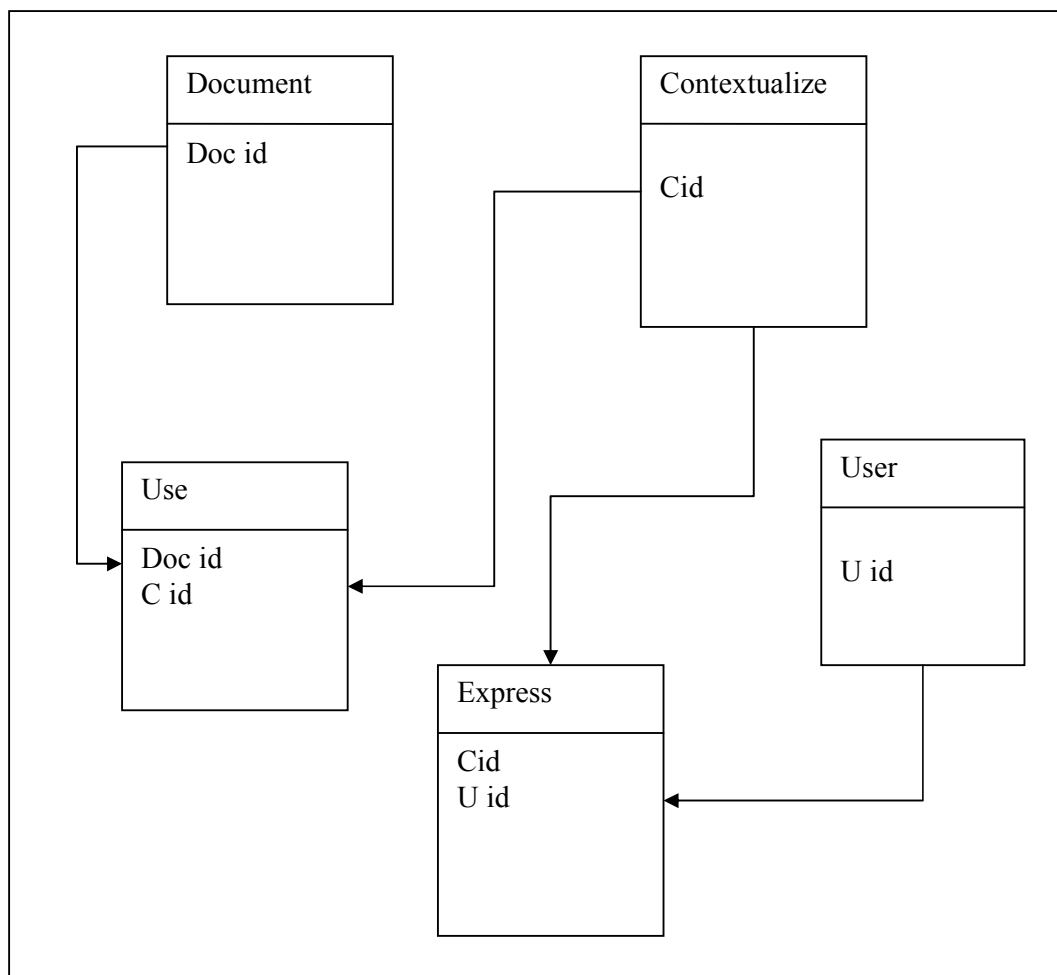 Document
Doc id
Contextualize
Cid
Use
Doc id
C id
User
U id
Express
Cid
U id